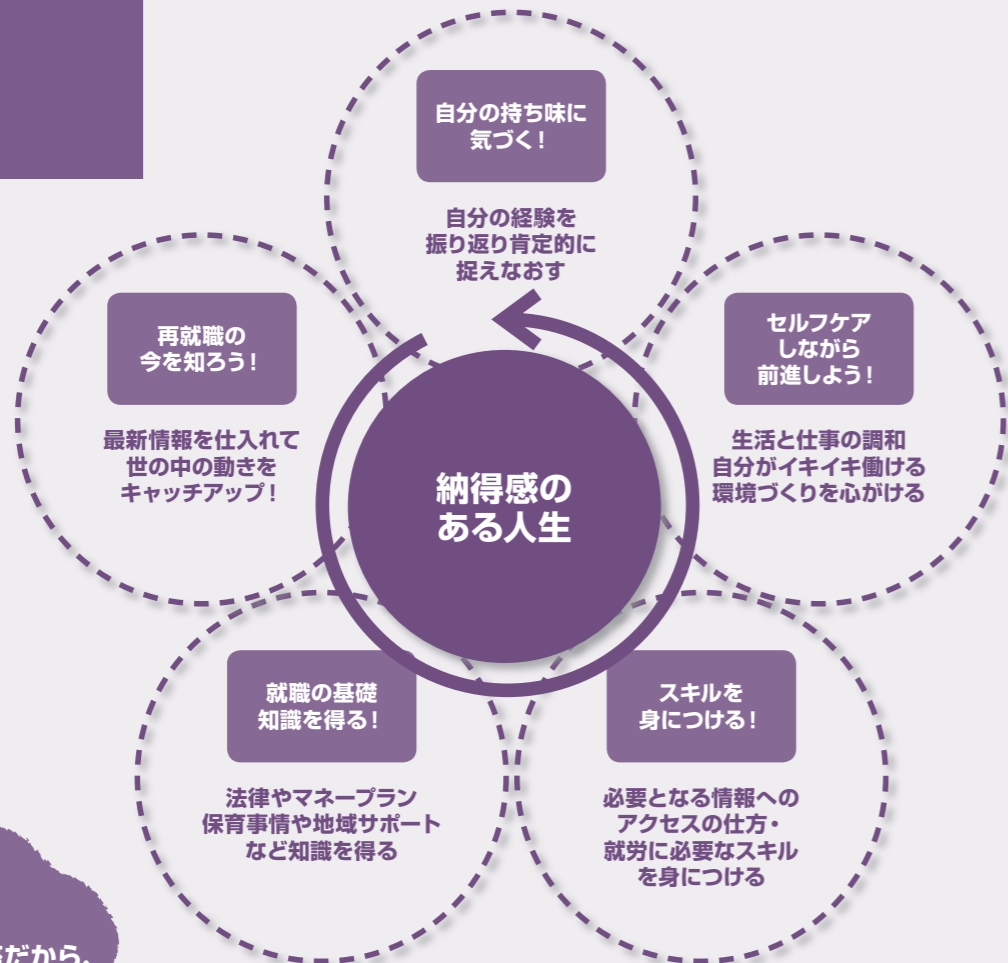 自分の持ち味に
気づく!
自分の経験を
振り返り肯定的に
捉えなおす
再就職の
今を知ろう!
最新情報を仕入れて
世の中の動きを
キャッチアップ!
セルフケア
しながら
前進しよう!
生活と仕事の調和
自分がイキイキ働ける
環境づくりを心がける
納得感の
ある人生
就職の基礎
知識を得る!
法律やマネープラン
保育事情や地域サポート
など知識を得る
スキルを
身につける!
必要となる情報への
アクセスの仕方・
就労に必要なスキル
を身につける
だから、